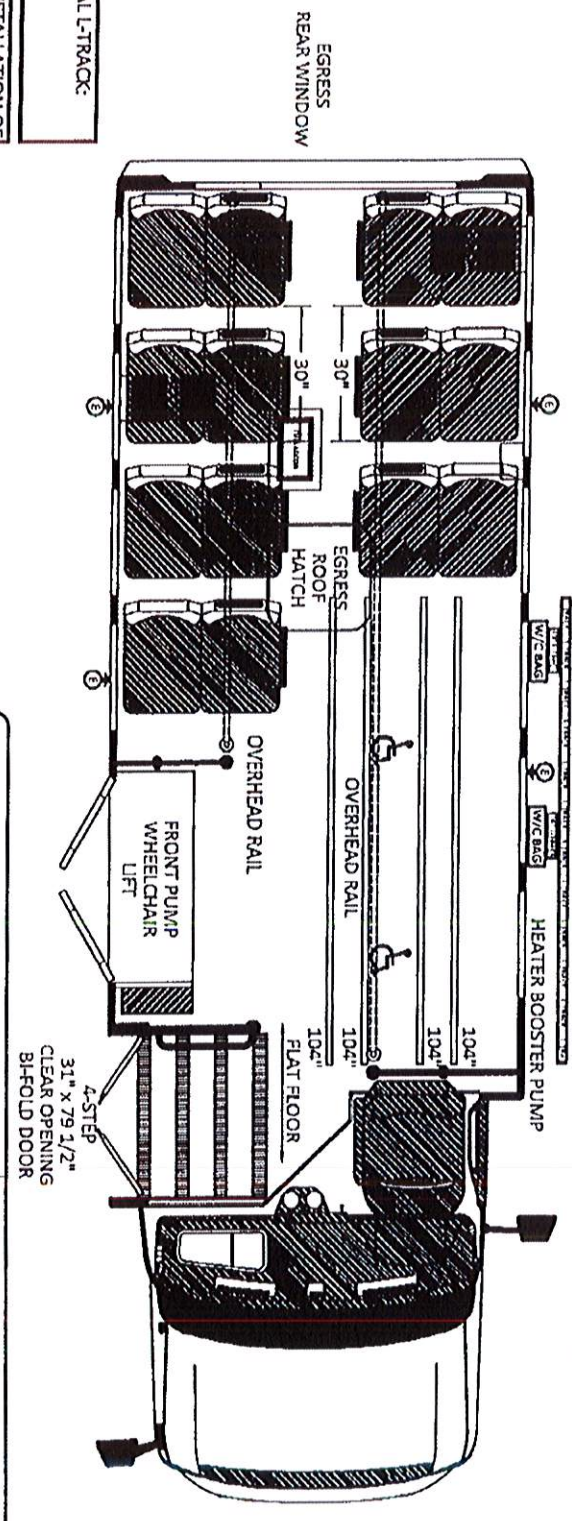 AL L-TRACK:
EGRESS
REAR WINDOW
30"
30"
EGRESS
ROOF
HATCH
OVERHEAD RAIL
OVERHEAD RAIL
W/C BAG
W/C BAG
HEATER BOOSTER PUMP
E
E
E
E
104"
104"
104"
104"
FRONT PUMP
WHEELCHAIR
LIFT
FLAT FLOOR
4-STEP
31" x 79 1/2"
CLEAR OPENING
BI-FOLD DOOR